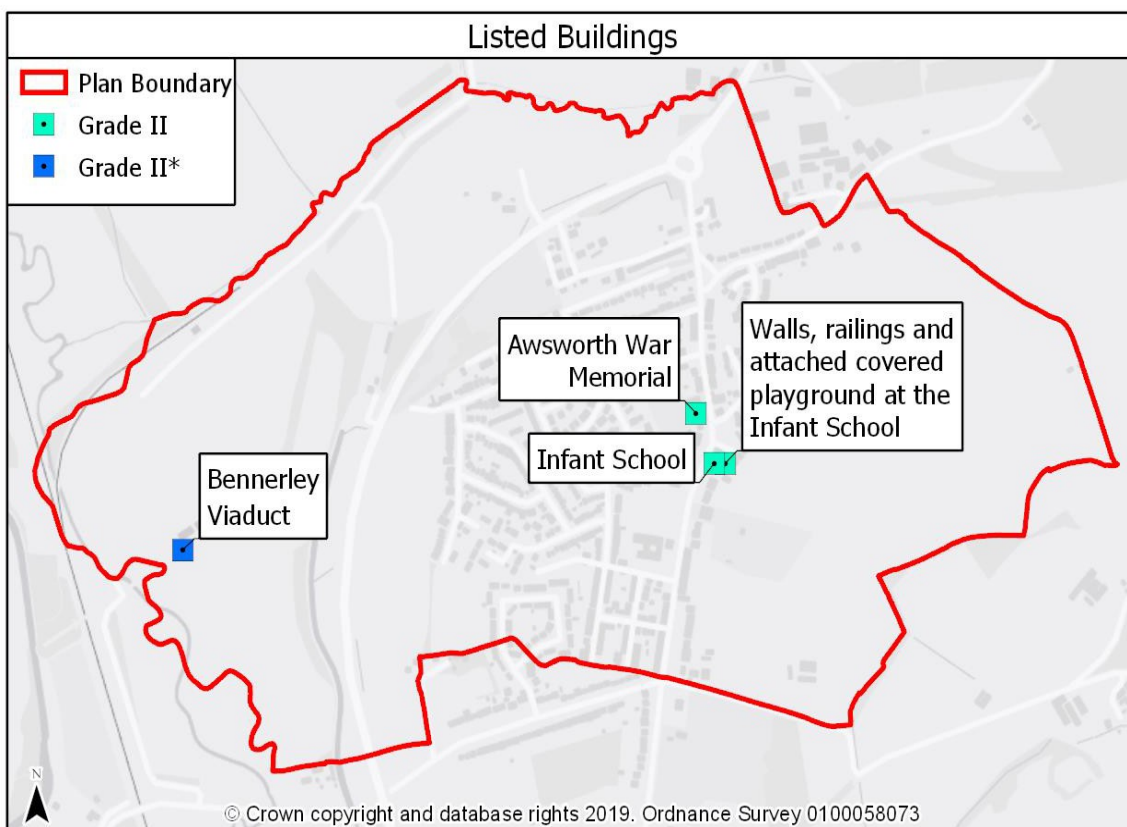 Listed Buildings
Plan Boundary
Grade II
Grade II*
Awsworth War
Memorial
Walls, railings and
attached covered
playground at the
Infant School
Infant School
Bennerley
Viaduct
N
© Crown copyright and database rights 2019. Ordnance Survey 0100058073